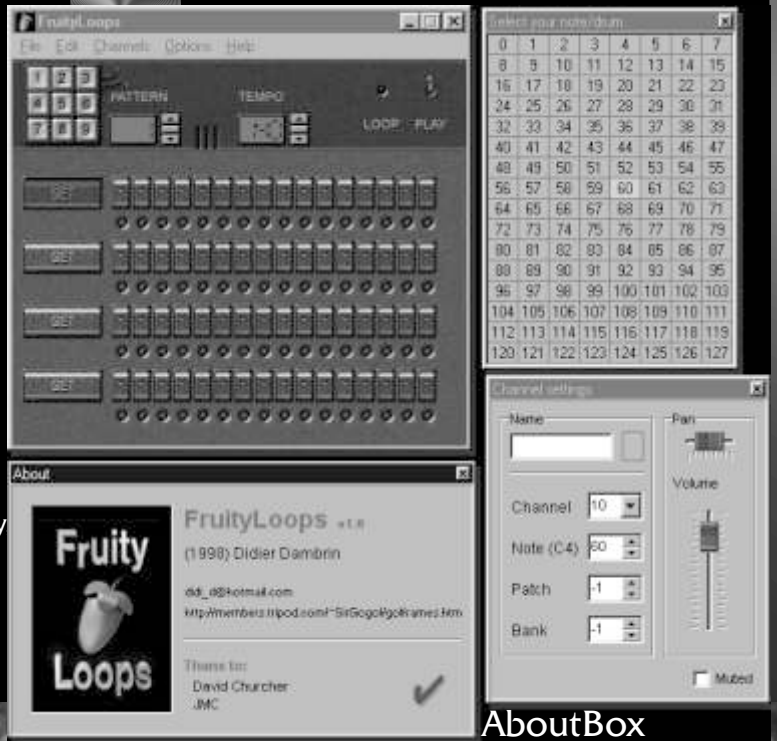 FruityLoops
File Edit Channels Options Help
1 2 3
4 5 6
7 8 9
PATTERN
TEMPO
LOOP PLAY
SET
SET
SET
SET
Select your note/drum
0 1 2 3 4 5 6 7
8 9 10 11 12 13 14 15
16 17 18 19 20 21 22 23
24 25 26 27 28 29 30 31
32 33 34 35 36 37 38 39
40 41 42 43 44 45 46 47
48 49 50 51 52 53 54 55
56 57 58 59 60 61 62 63
64 65 66 67 68 69 70 71
72 73 74 75 76 77 78 79
80 81 82 83 84 85 86 87
88 89 90 91 92 93 94 95
96 97 98 99 100 101 102 103
104 105 106 107 108 109 110 111
112 113 114 115 116 117 118 119
120 121 122 123 124 125 126 127
About
Fruity
Loops
FruityLoops
(1998) Didier Dambrin
didi_d@hotmail.com
Thanx to:
David Churcher
JMC
Channel settings
Name
Pan
Volume
Channel 10
Note (C4) 60
Patch -1
Bank -1
Muted
AboutBox